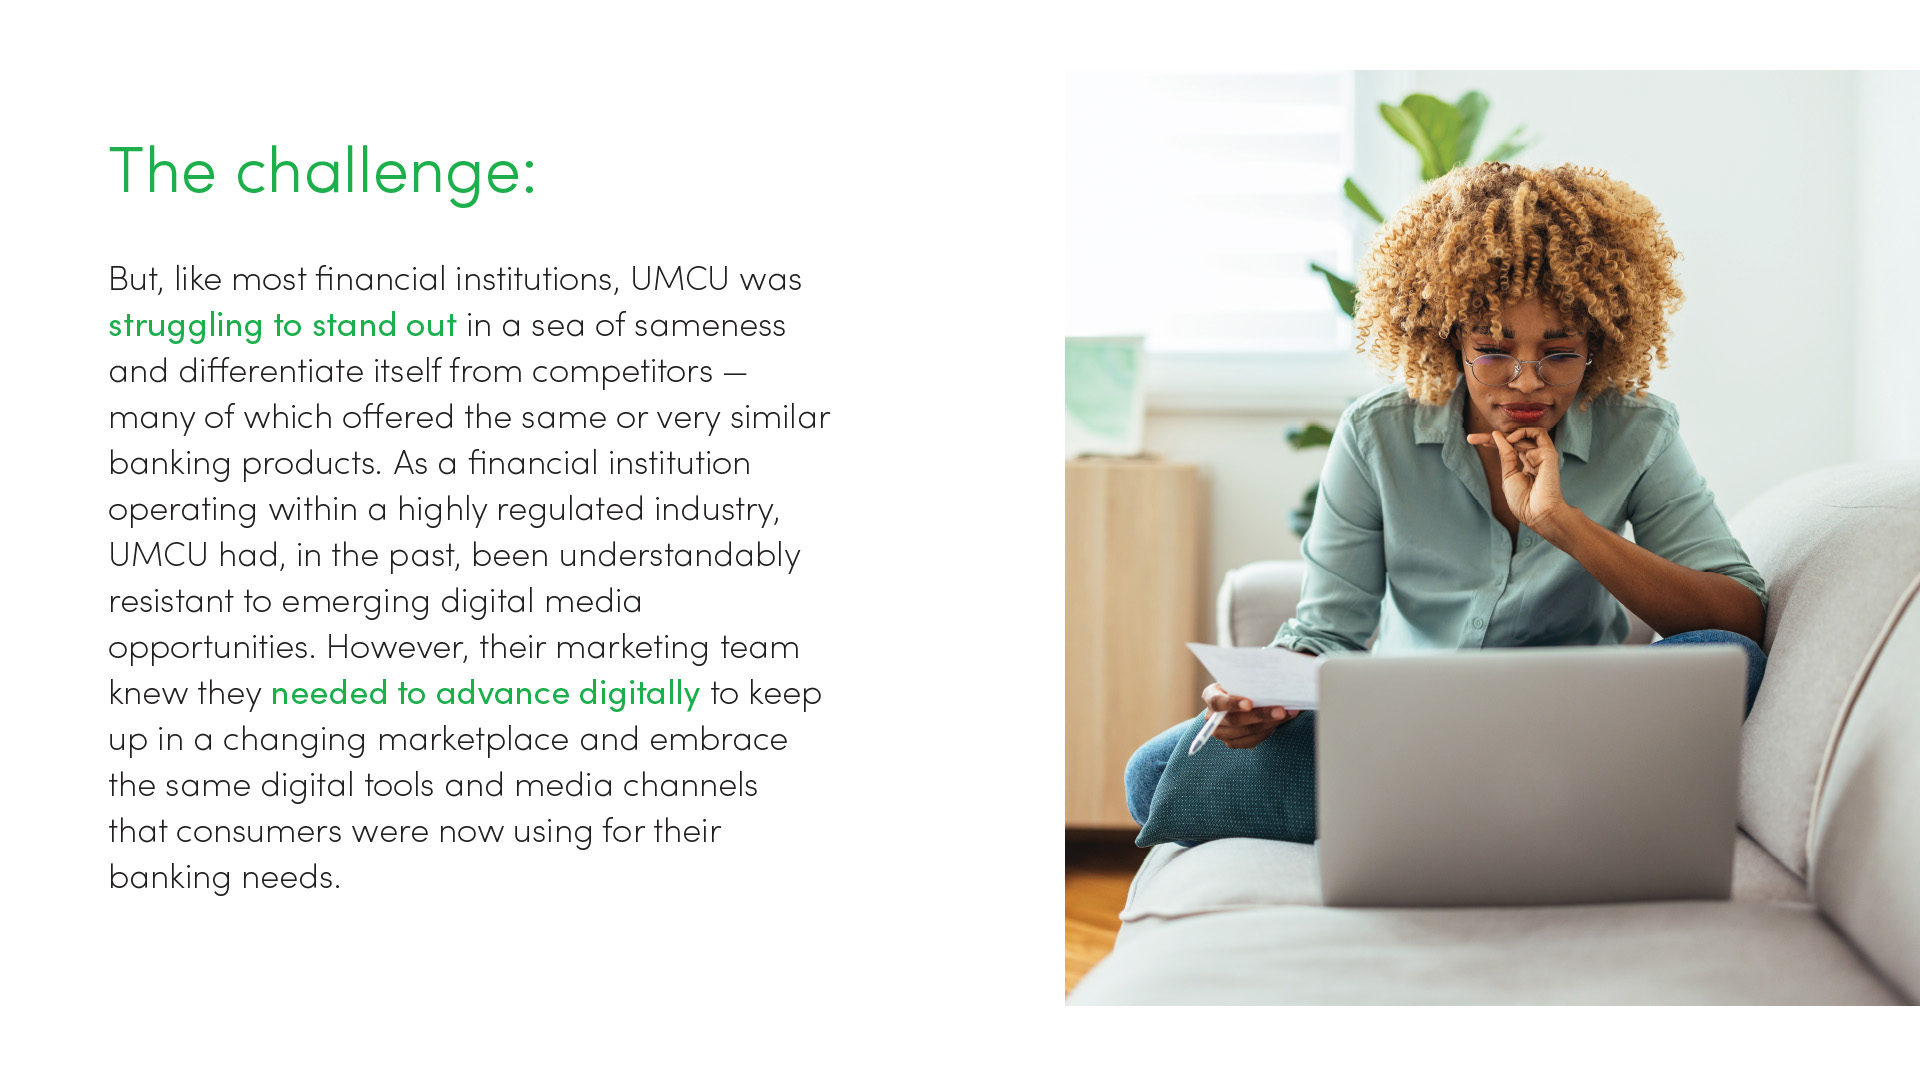 The challenge:
But, like most financial institutions, UMCU was
struggling to stand out in a sea of sameness
and differentiate itself from competitors —
many of which offered the same or very similar
banking products. As a financial institution
operating within a highly regulated industry,
UMCU had, in the past, been understandably
resistant to emerging digital media
opportunities. However, their marketing team
knew they needed to advance digitally to keep
up in a changing marketplace and embrace
the same digital tools and media channels
that consumers were now using for their
banking needs.